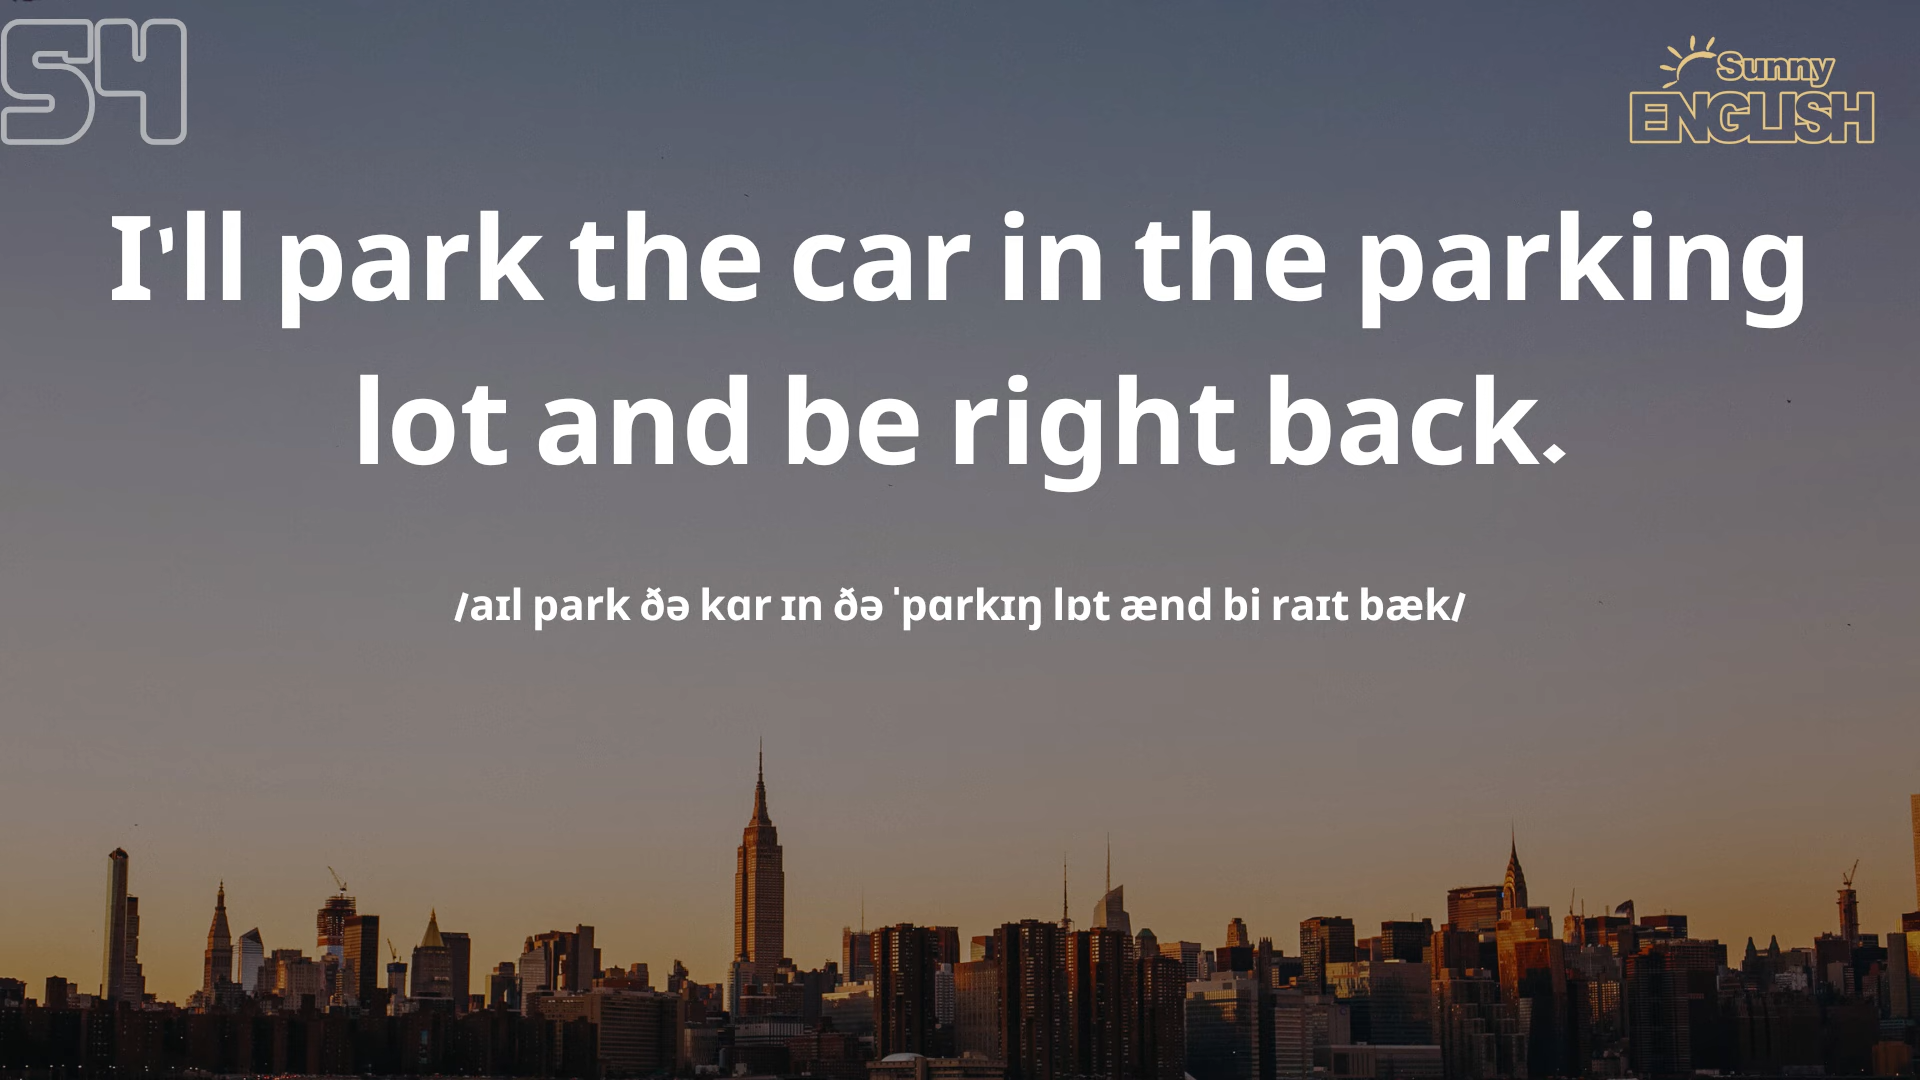 54
Sunny
ENGLISH
I'll park the car in the parking
lot and be right back.
/aɪl park ðə kɑr ɪn ðə ˈpɑrkɪŋ lɒt ænd bi raɪt bæk/